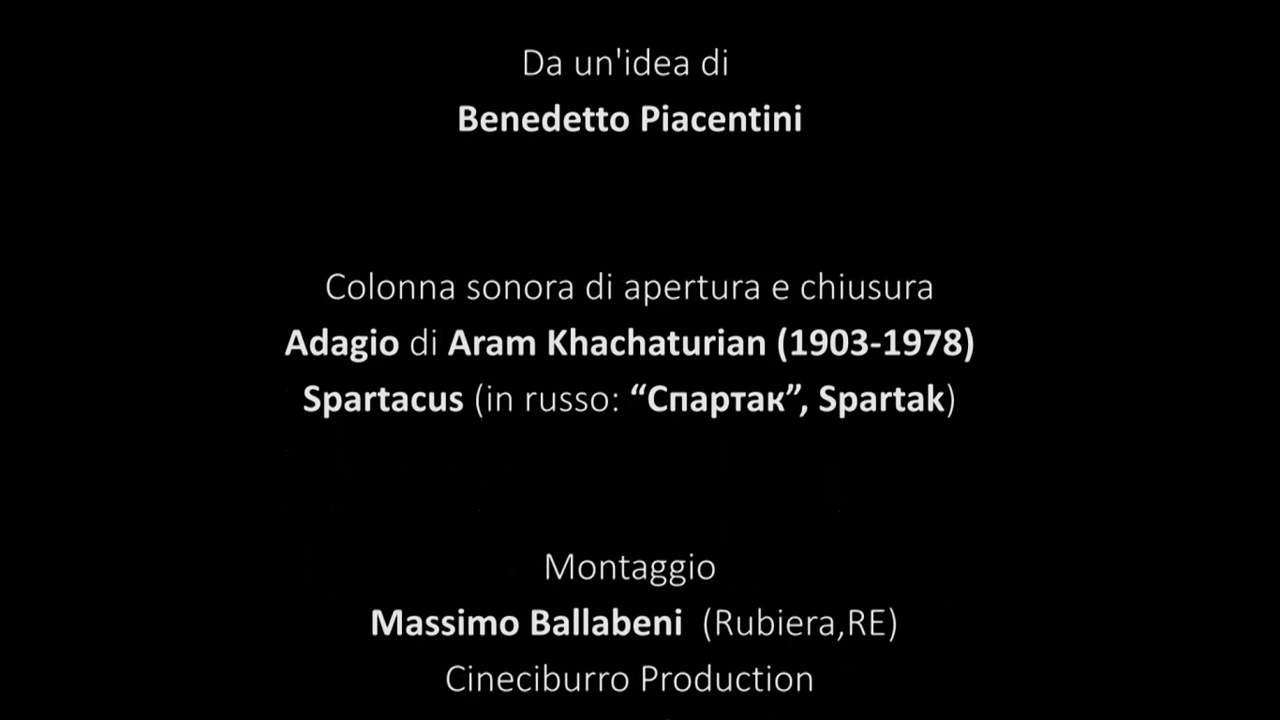 Da un'idea di
Benedetto Piacentini
Colonna sonora di apertura e chiusura
Adagio di Aram Khachaturian (1903-1978)
Spartacus (in russo: “Спартак”, Spartak)
Montaggio
Massimo Ballabeni (Rubiera,RE)
Cineciburro Production